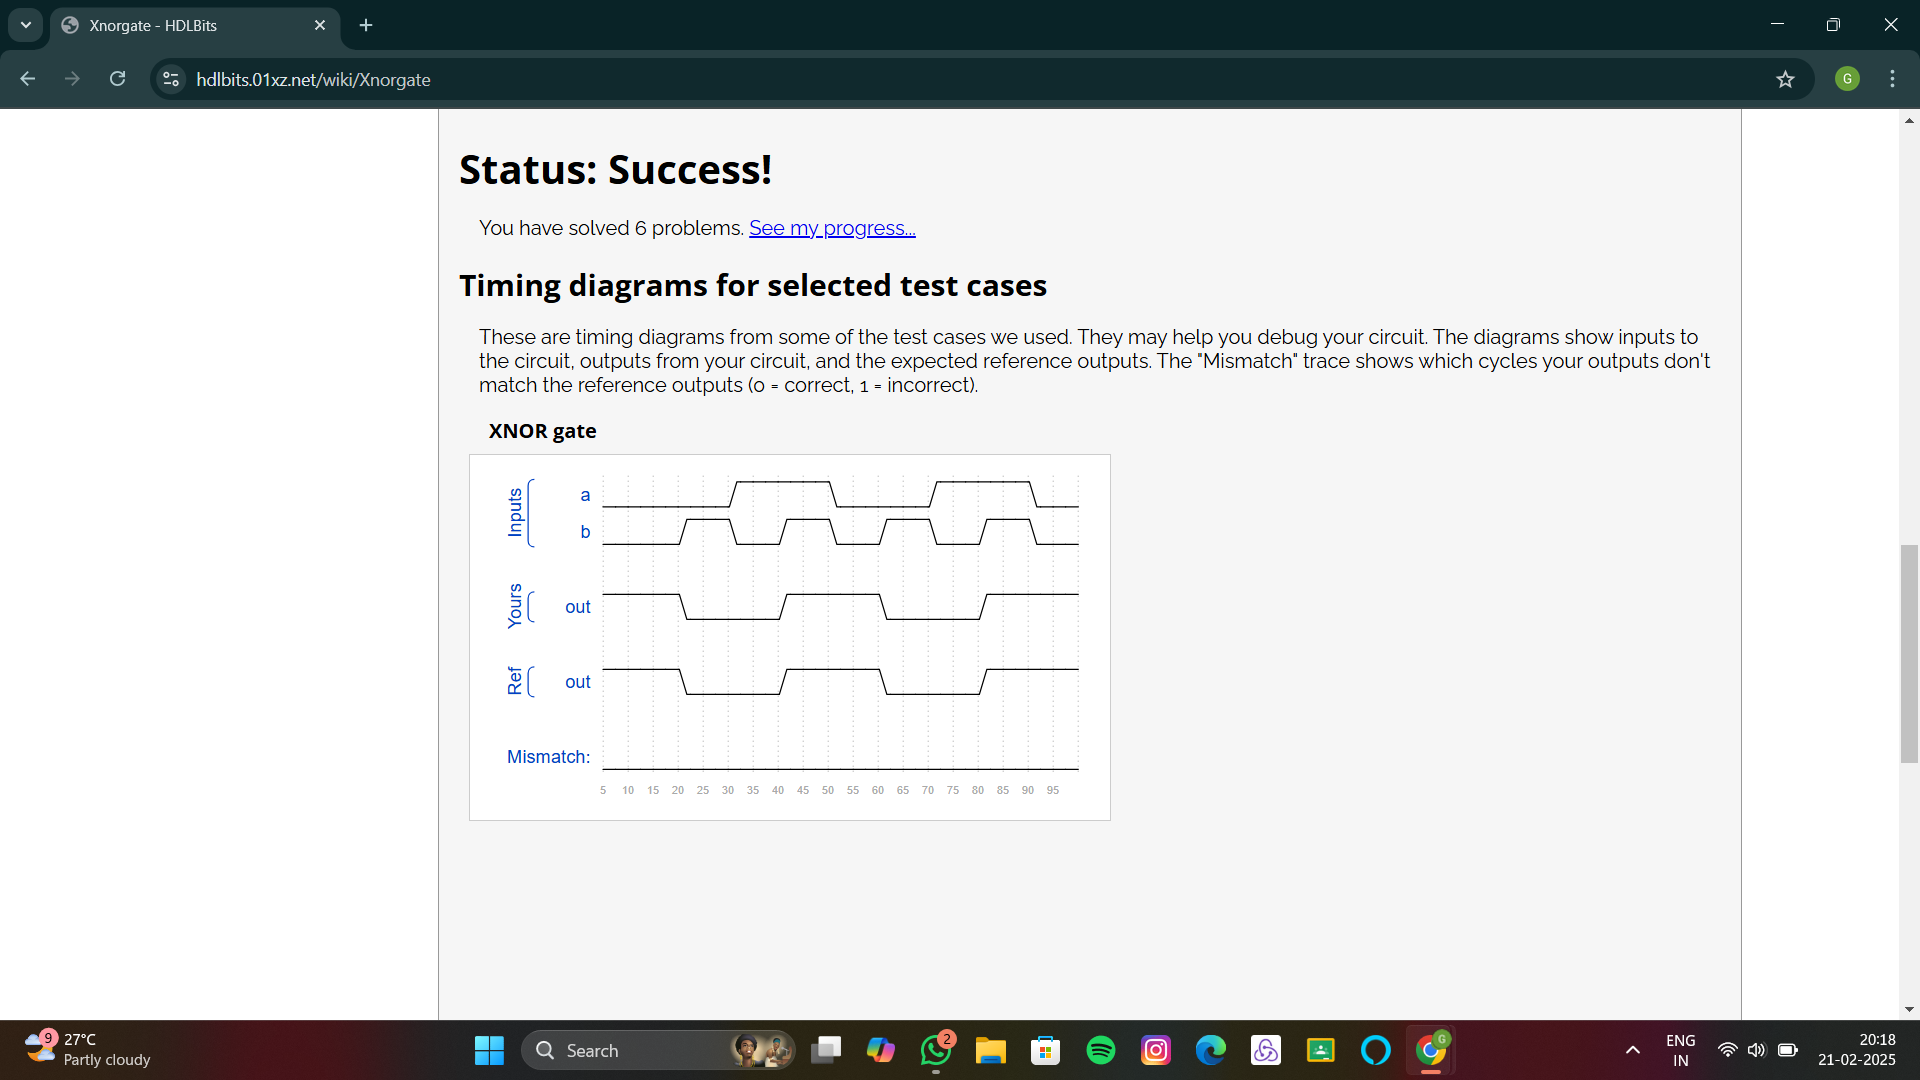 Xnorgate - HDLBits
hdlbits.01xz.net/wiki/Xnorgate
G
Status: Success!
You have solved 6 problems. See my progress...
Timing diagrams for selected test cases
These are timing diagrams from some of the test cases we used. They may help you debug your circuit. The diagrams show inputs to
the circuit, outputs from your circuit, and the expected reference outputs. The "Mismatch" trace shows which cycles your outputs don't
match the reference outputs (0 = correct, 1 = incorrect).
XNOR gate
Inputs
a
b
Yours
out
Ref
out
Mismatch:
5 10 15 20 25 30 35 40 45 50 55 60 65 70 75 80 85 90 95
9
27°C
Partly cloudy
Search
2
G
ENG
IN
20:18
21-02-2025